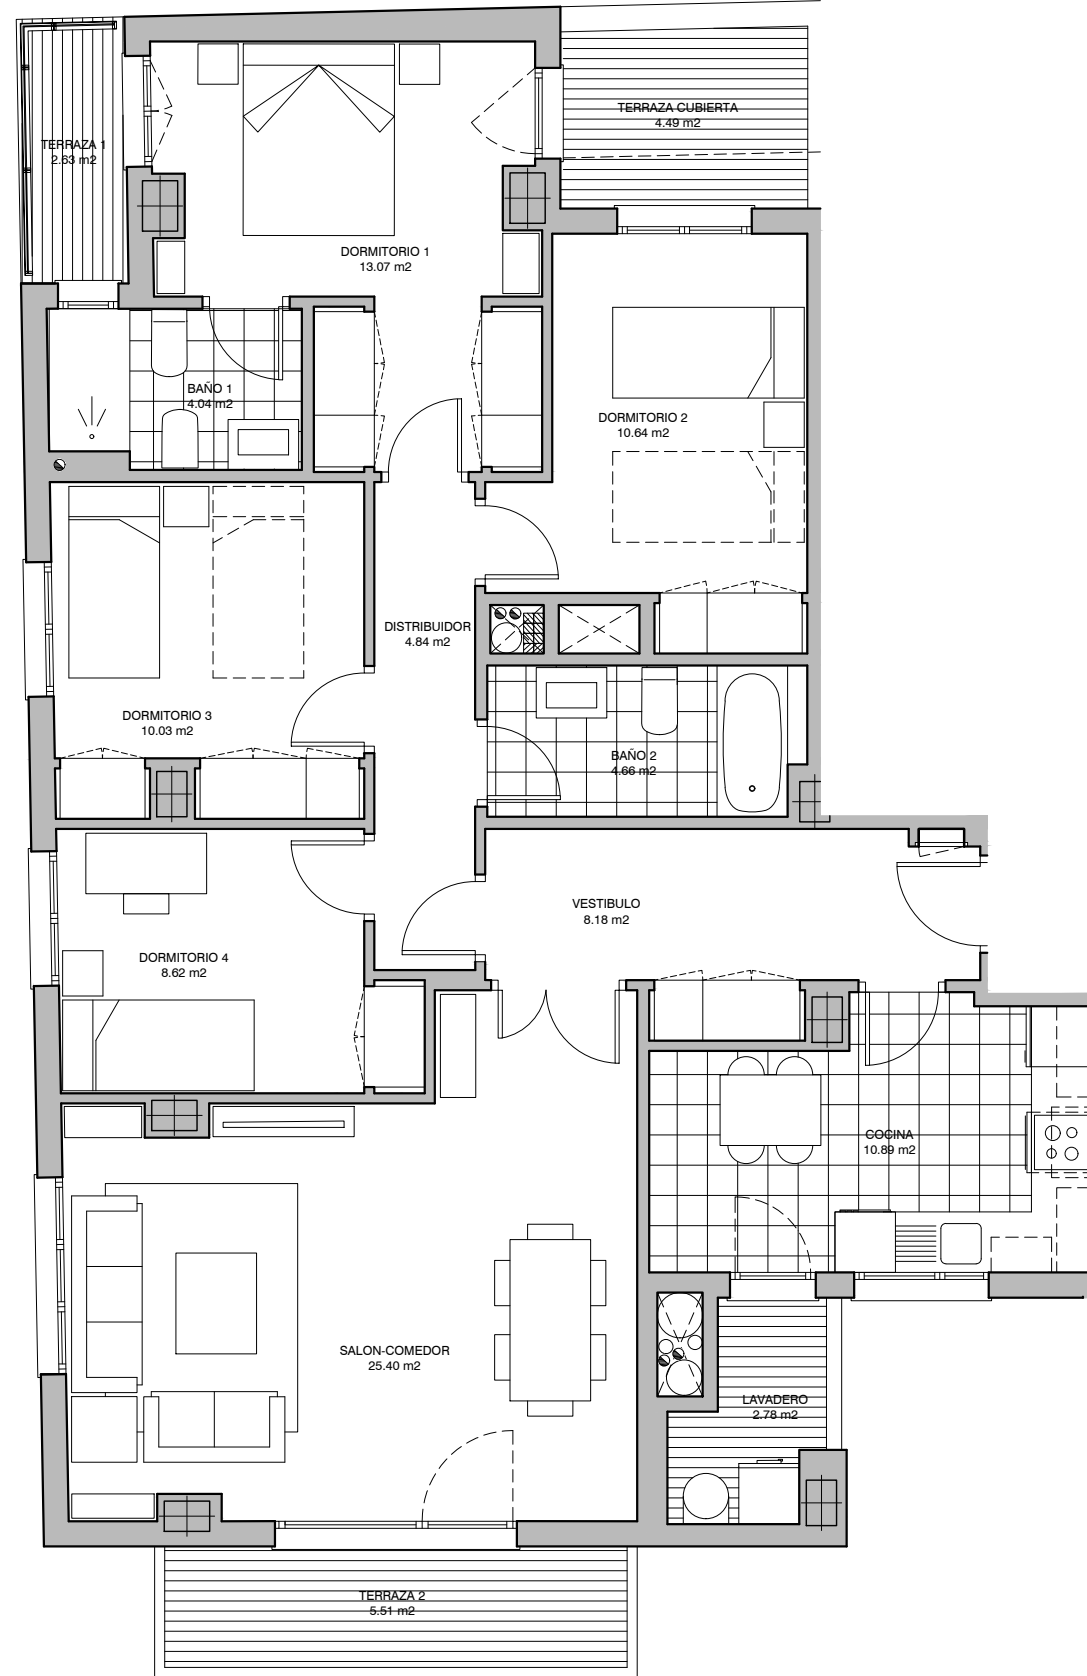 TERRAZA CUBIERTA
4.49 m2
TERRAZA 1
2.63 m2
DORMITORIO 1
13.07 m2
BAÑO 1
4.04 m2
DORMITORIO 2
10.64 m2
DISTRIBUIDOR
4.84 m2
DORMITORIO 3
10.03 m2
BAÑO 2
4.66 m2
VESTIBULO
8.18 m2
DORMITORIO 4
8.62 m2
COCINA
10.89 m2
SALON-COMEDOR
25.40 m2
LAVADERO
2.78 m2
TERRAZA 2
5.51 m2